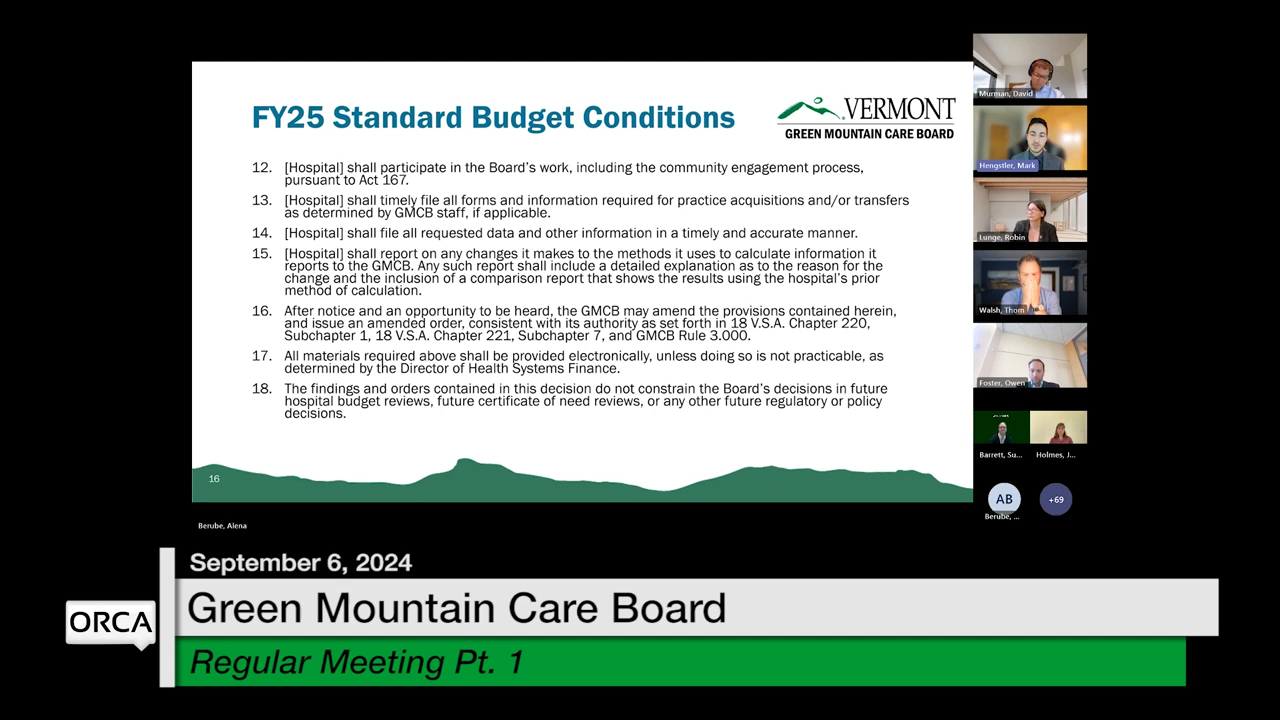 FY25 Standard Budget Conditions
VERMONT
GREEN MOUNTAIN CARE BOARD
12. [Hospital] shall participate in the Board's work, including the community engagement process,
pursuant to Act 167.
13. [Hospital] shall timely file all forms and information required for practice acquisitions and/or transfers
as determined by GMCB staff, if applicable.
14. [Hospital] shall file all requested data and other information in a timely and accurate manner.
15. [Hospital] shall report on any changes it makes to the methods it uses to calculate information it
reports to the GMCB. Any such report shall include a detailed explanation as to the reason for the
change and the inclusion of a comparison report that shows the results using the hospital's prior
method of calculation.
16. After notice and an opportunity to be heard, the GMCB may amend the provisions contained herein,
and issue an amended order, consistent with its authority as set forth in 18 V.S.A. Chapter 220,
Subchapter 1, 18 V.S.A. Chapter 221, Subchapter 7, and GMCB Rule 3.000.
17. All materials required above shall be provided electronically, unless doing so is not practicable, as
determined by the Director of Health Systems Finance.
18. The findings and orders contained in this decision do not constrain the Board's decisions in future
hospital budget reviews, future certificate of need reviews, or any other future regulatory or policy
decisions.
16
Murman, David
Hengstler, Mark
Lunge, Robin
Walsh, Thom
Foster, Owen
Barrett, Su...
Holmes, J...
AB
+69
Berube, ...
Berube, Alena
September 6, 2024
ORCA
Green Mountain Care Board
Regular Meeting Pt. 1